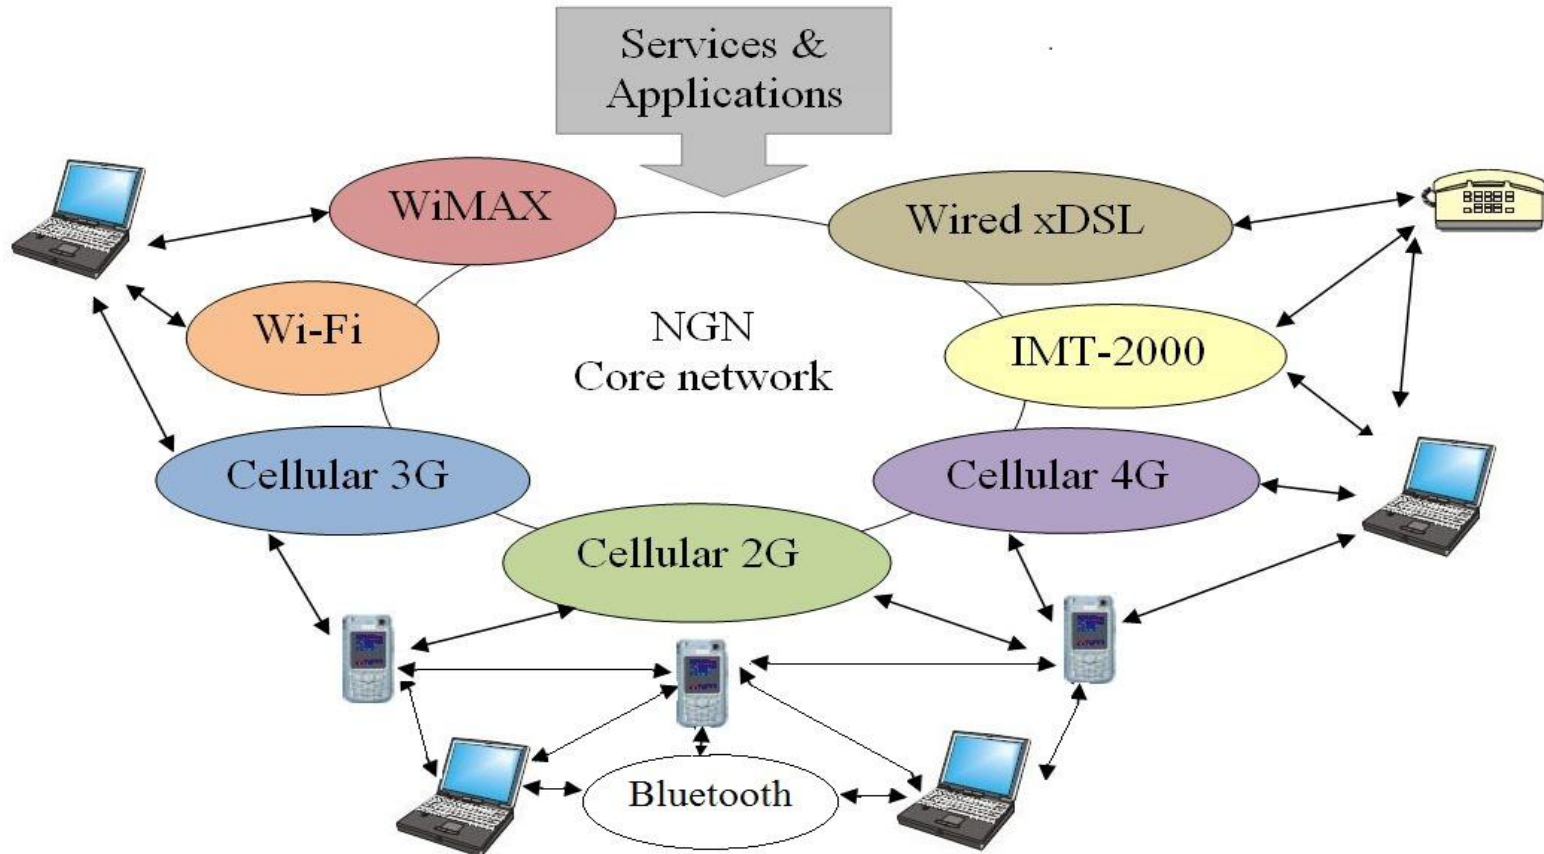 Services &
Applications
WiMAX
Wired xDSL
Wi-Fi
NGN
Core network
IMT-2000
Cellular 3G
Cellular 4G
Cellular 2G
Bluetooth